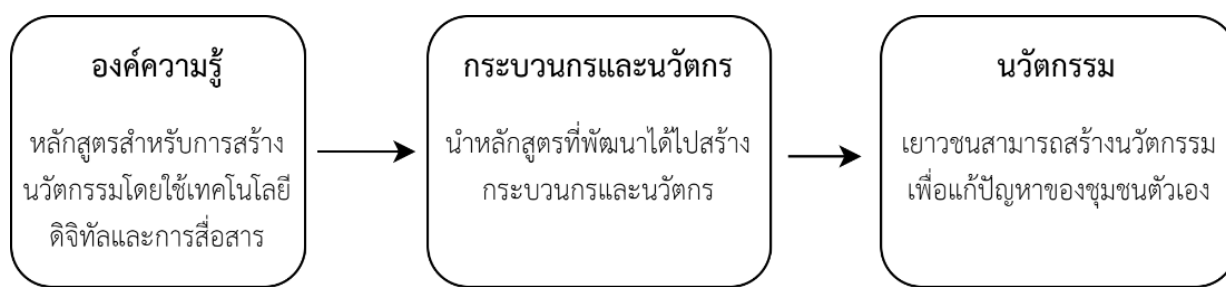 องค์ความรู้
หลักสูตรสำหรับการสร้าง
นวัตกรรมโดยใช้เทคโนโลยี
ดิจิทัลและการสื่อสาร
กระบวนกรและนวัตกร
นำหลักสูตรที่พัฒนาได้ไปสร้าง
กระบวนกรและนวัตกร
นวัตกรรม
เยาวชนสามารถสร้างนวัตกรรม
เพื่อแก้ปัญหาของชุมชนตัวเอง